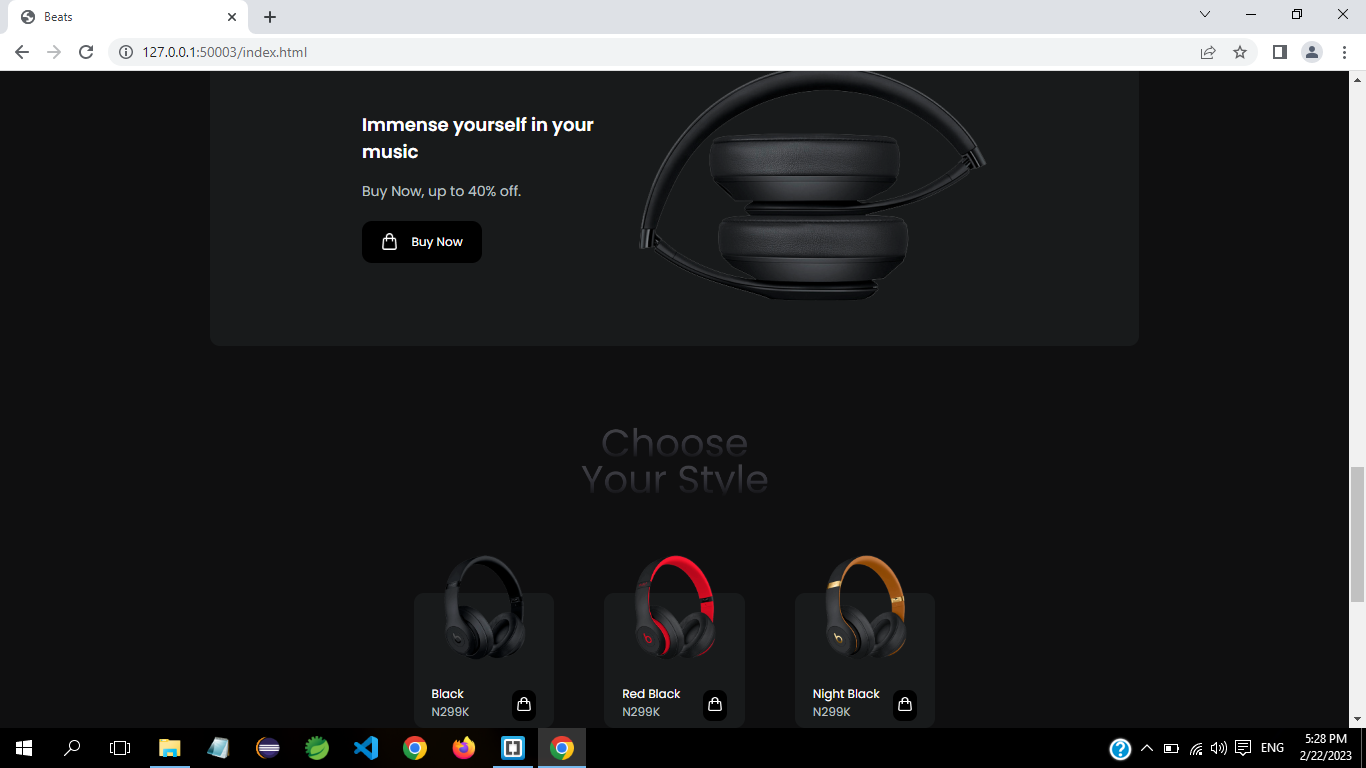 Beats
127.0.0.1:50003/index.html
Immense yourself in your
music
Buy Now, up to 40% off.
Buy Now
Choose
Your Style
Black
N299K
Red Black
N299K
Night Black
N299K
ENG
5:28 PM
2/22/2023